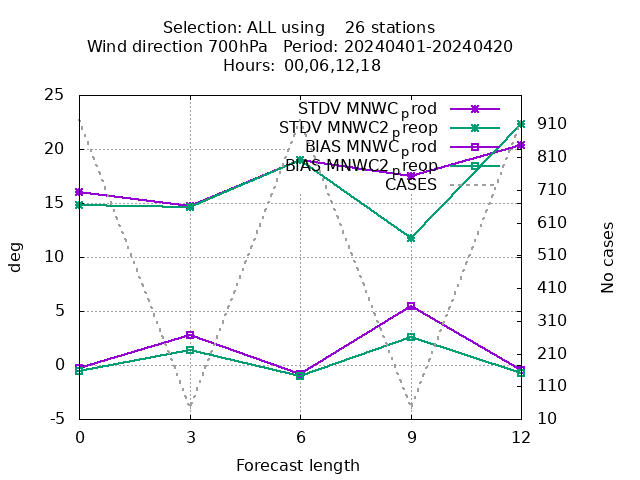 Selection: ALL using 26 stations
Wind direction 700hPa Period: 20240401-20240420
Hours: 00,06,12,18
STDV MNWC_prod
STDV MNWC2_preop
BIAS MNWC_prod
BIAS MNWC2_preop
CASES
25
20
15
10
5
0
-5
910
810
710
610
510
410
310
210
110
10
deg
No cases
0 3 6 9 12
Forecast length